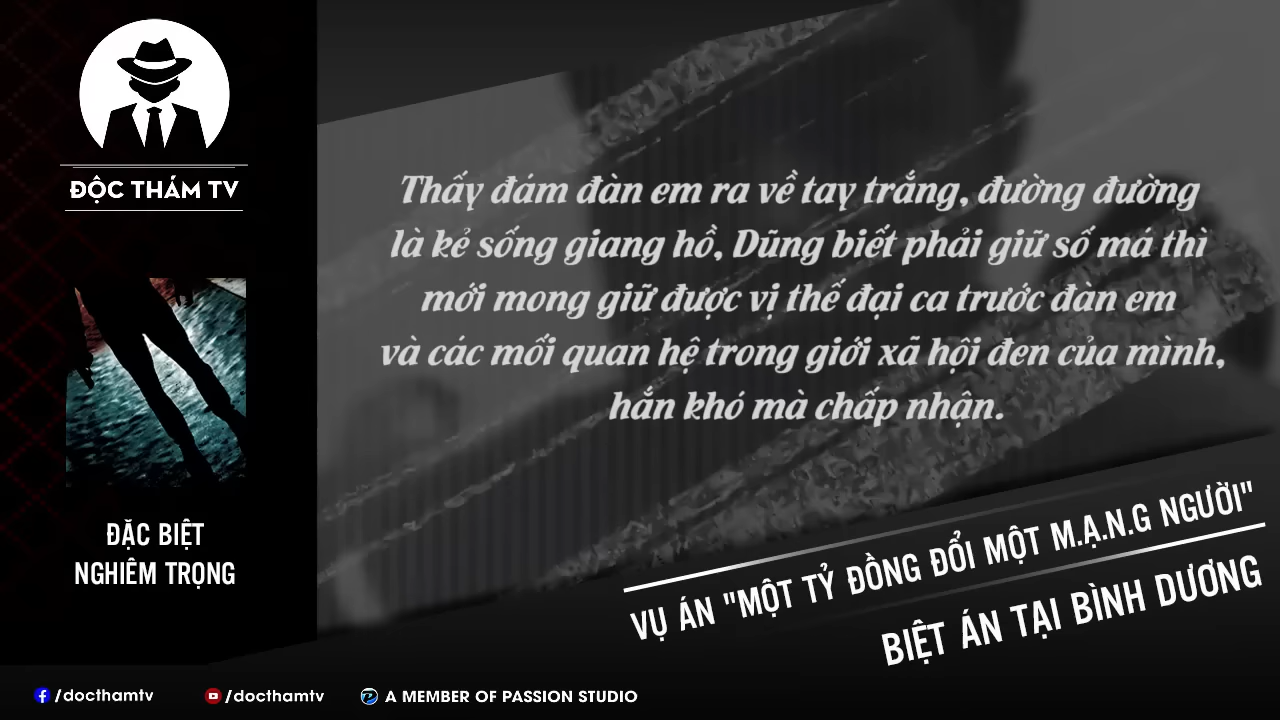 ĐỘC THÁM TV
Thấy đám đàn em ra về tay trắng, đường đường
là kẻ sống giang hồ, Dũng biết phải giữ số má thì
mới mong giữ được vị thế đại ca trước đàn em
và các mối quan hệ trong giới xã hội đen của mình,
hắn khó mà chấp nhận.
ĐẶC BIỆT
NGHIÊM TRỌNG
VỤ ÁN "MỘT TỶ ĐỒNG ĐỔI MỘT M.Ạ.N.G NGƯỜI"
BIỆT ÁN TẠI BÌNH DƯƠNG
/docthamtv
/docthamtv
A MEMBER OF PASSION STUDIO